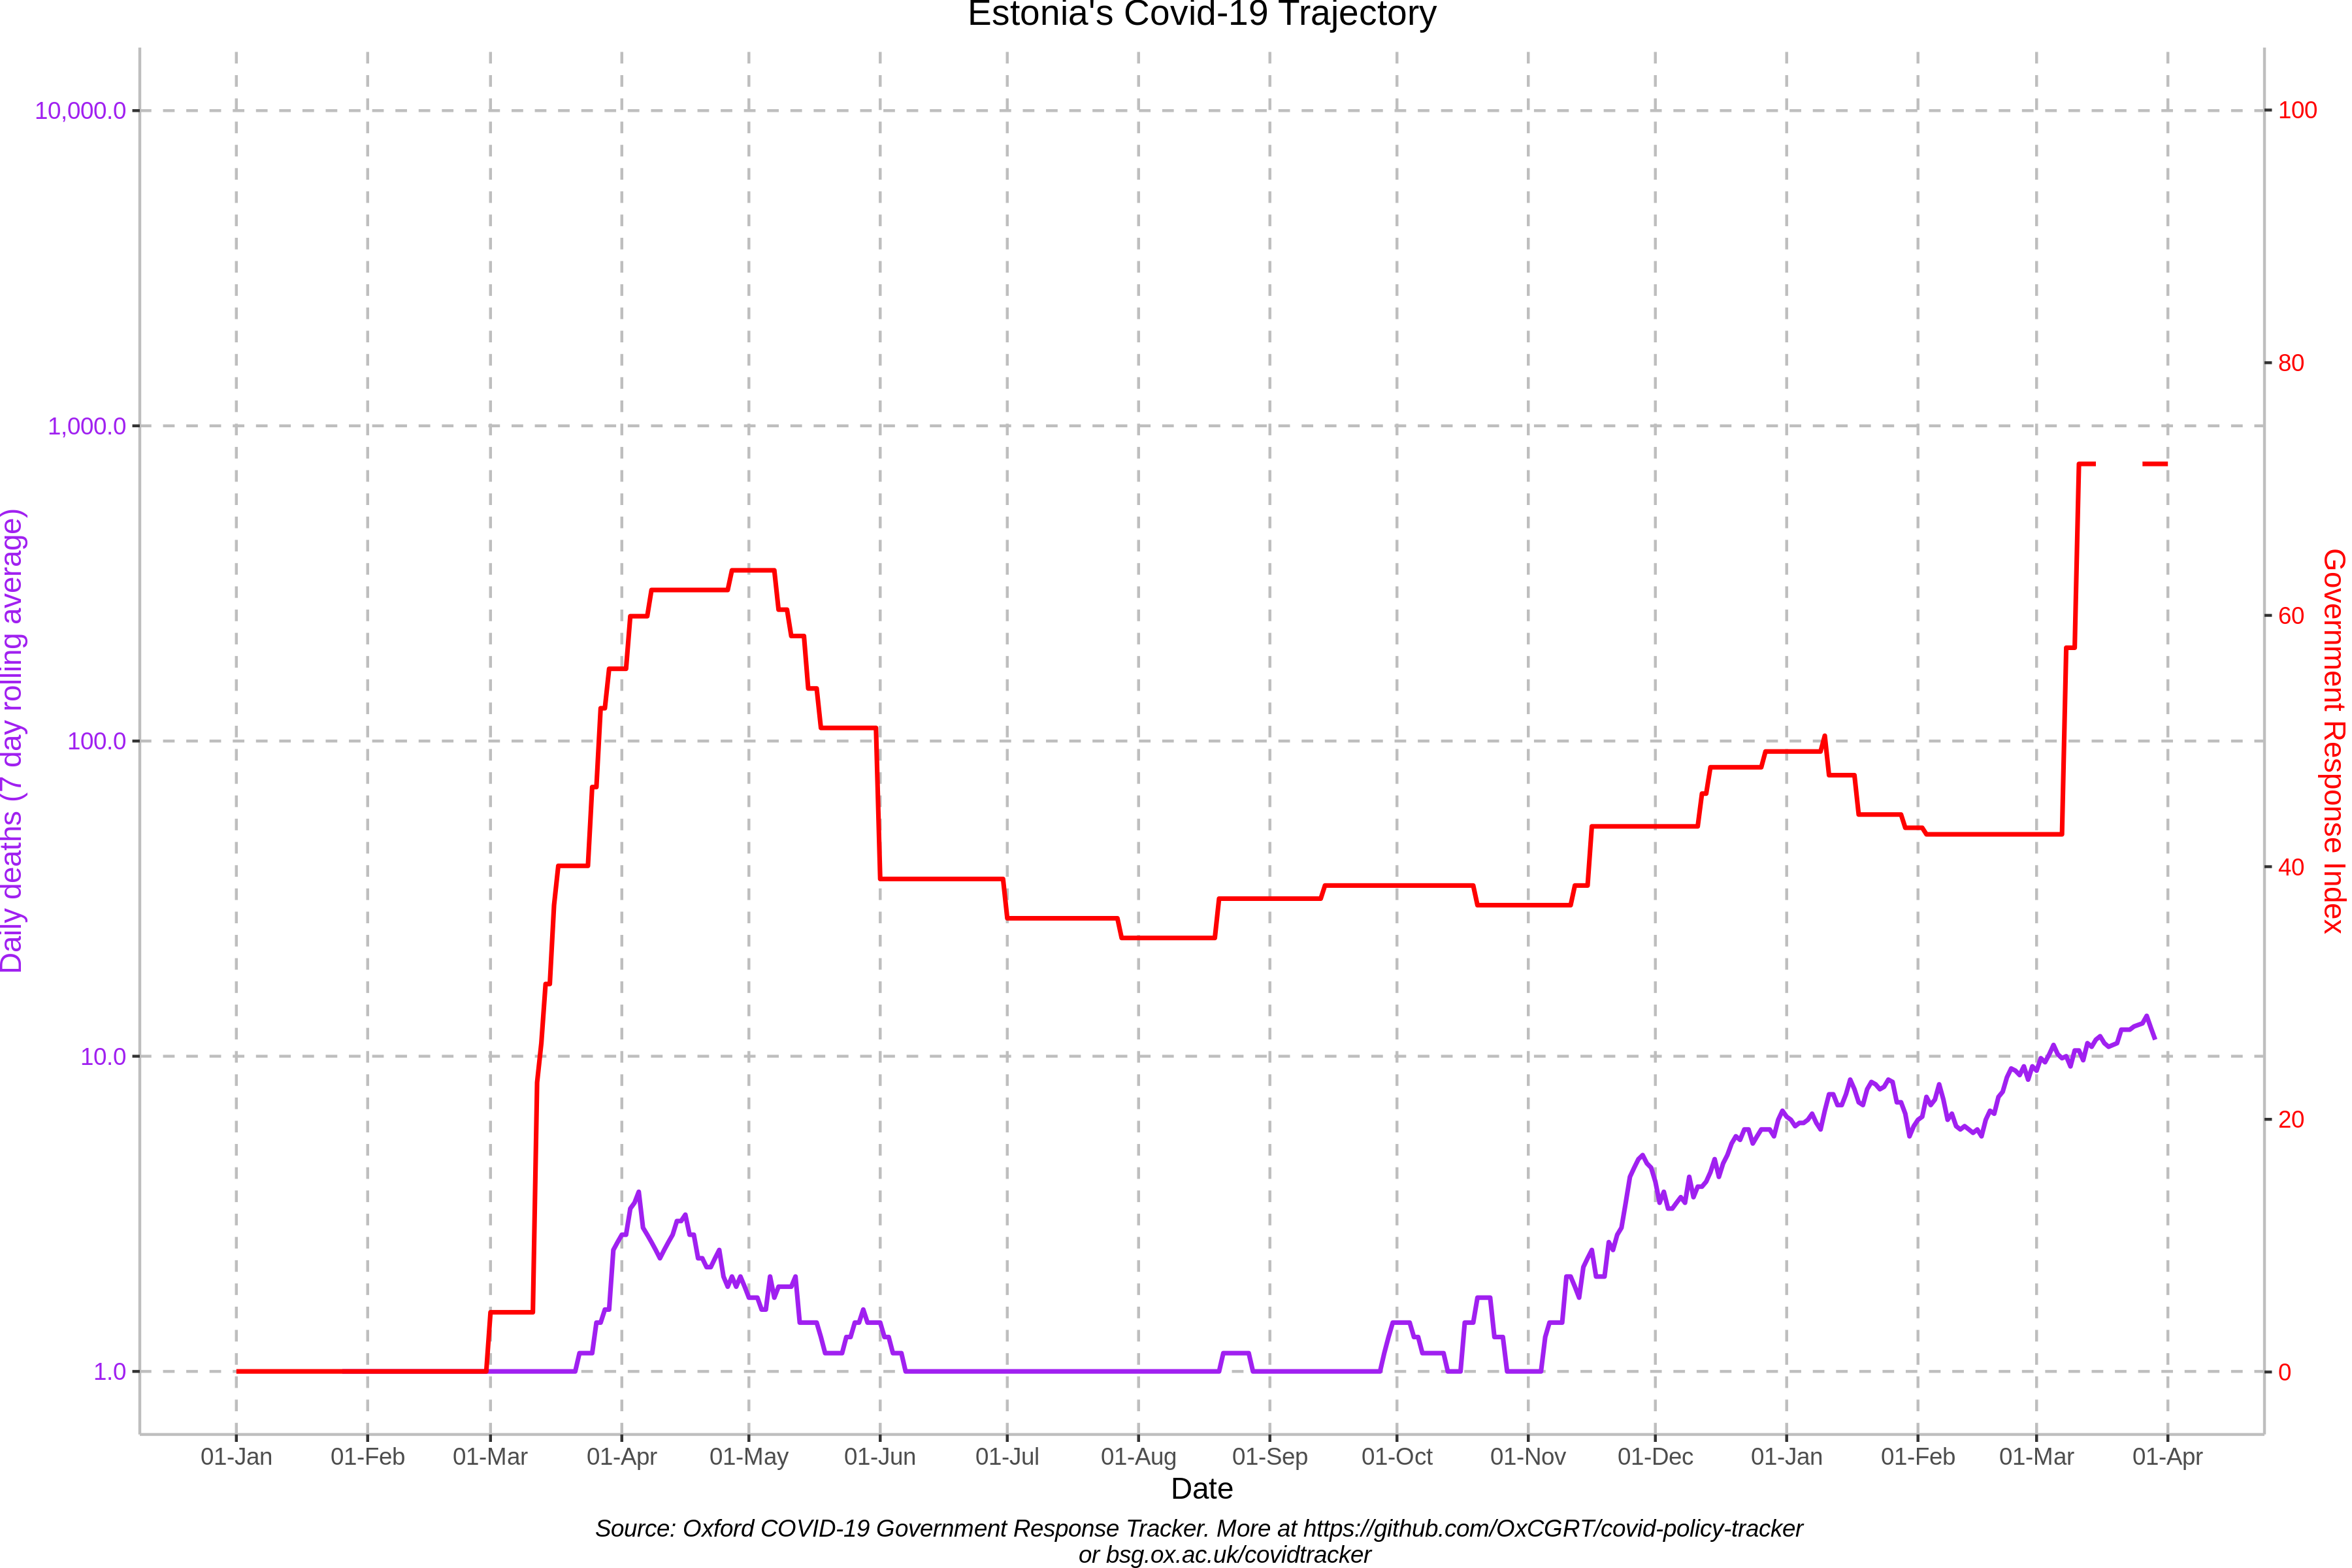 Estonia's Covid-19 Trajectory
10,000.0
1,000.0
100.0
10.0
1.0
Daily deaths (7 day rolling average)
100
80
60
40
20
0
Government Response Index
01-Jan 01-Feb 01-Mar 01-Apr 01-May 01-Jun 01-Jul 01-Aug 01-Sep 01-Oct 01-Nov 01-Dec 01-Jan 01-Feb 01-Mar 01-Apr
Date
Source: Oxford COVID-19 Government Response Tracker. More at https://github.com/OxCGRT/covid-policy-tracker
or bsg.ox.ac.uk/covidtracker